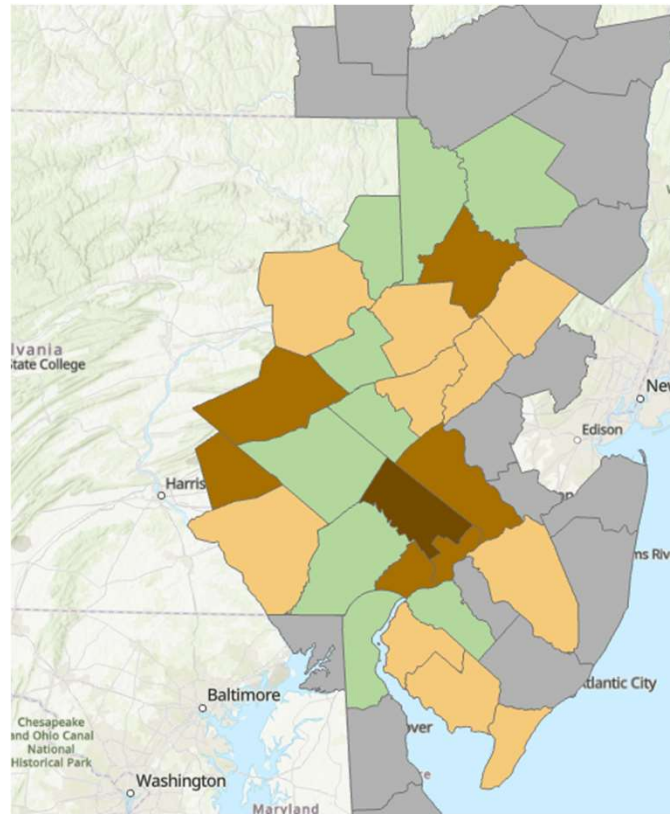 lvania
State College
Harris
New
Edison
ms Riv
Atlantic City
Baltimore
over
Chesapeake
and Ohio Canal
National
Historical Park
Washington
Maryland